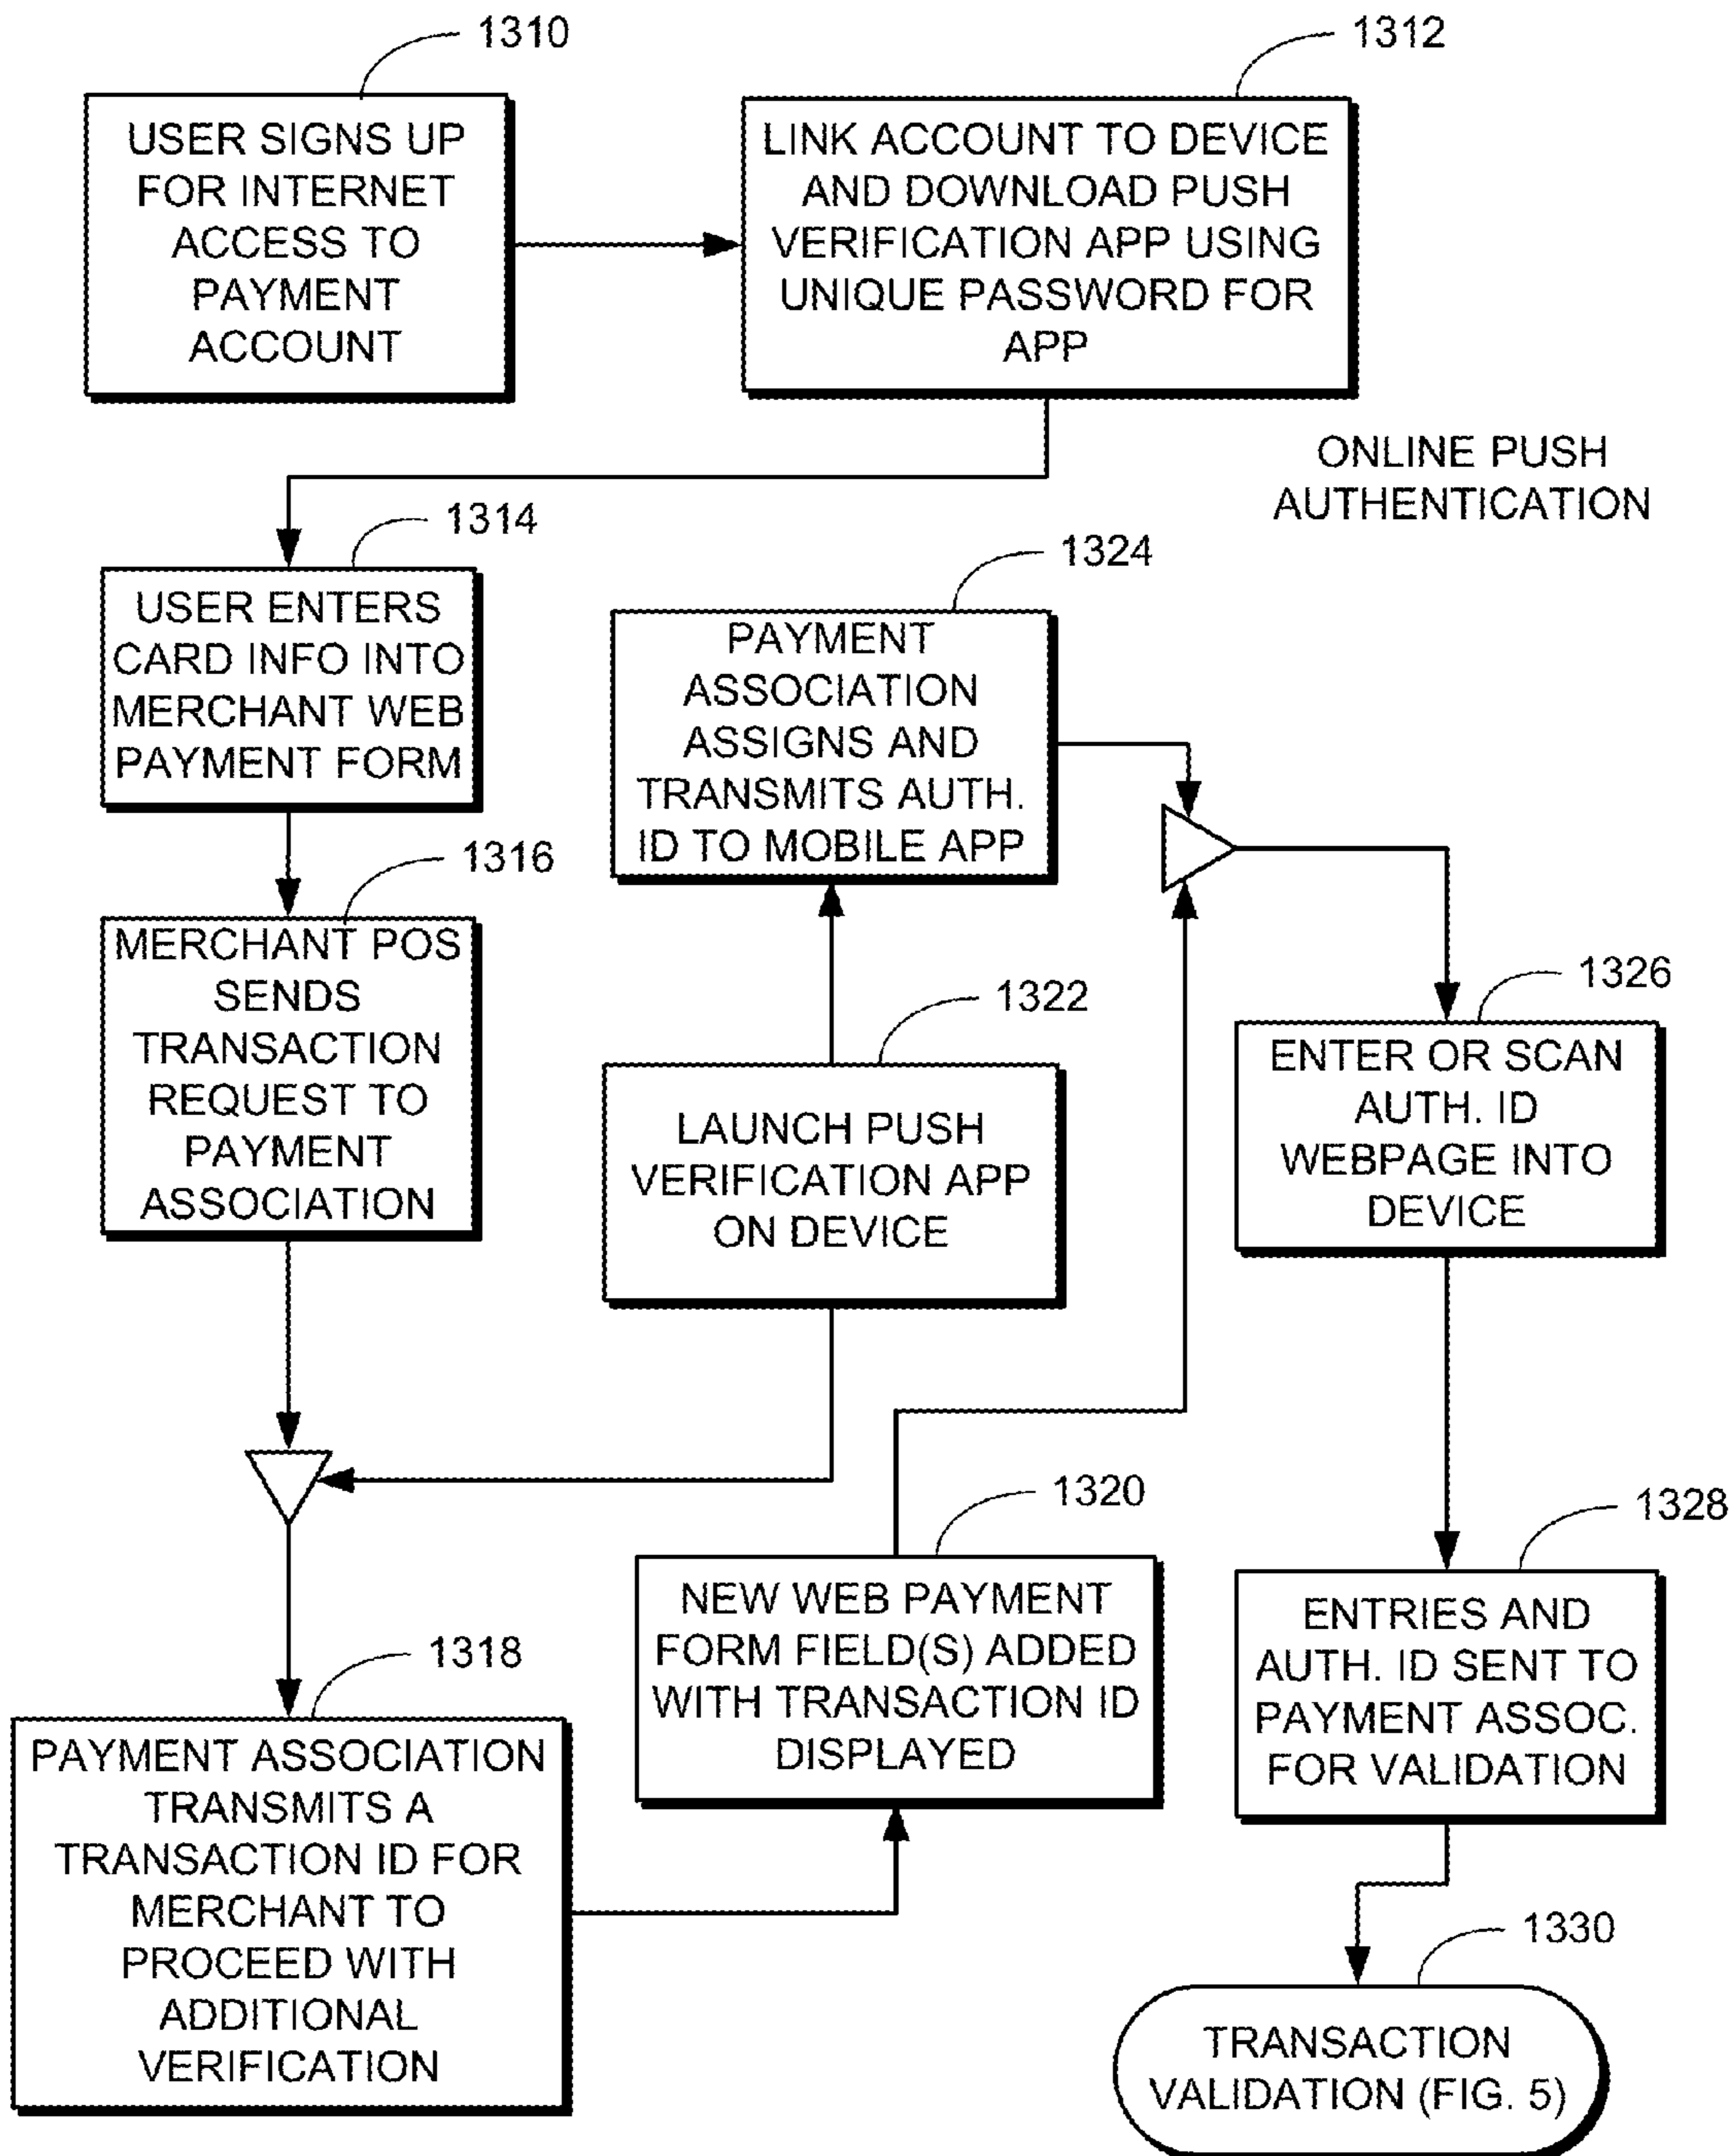 1310
USER SIGNS UP
FOR INTERNET
ACCESS TO
PAYMENT
ACCOUNT
1312
LINK ACCOUNT TO DEVICE
AND DOWNLOAD PUSH
VERIFICATION APP USING
UNIQUE PASSWORD FOR
APP
ONLINE PUSH
AUTHENTICATION
1314
USER ENTERS
CARD INFO INTO
MERCHANT WEB
PAYMENT FORM
1316
MERCHANT POS
SENDS
TRANSACTION
REQUEST TO
PAYMENT
ASSOCIATION
1318
PAYMENT ASSOCIATION
TRANSMITS A
TRANSACTION ID FOR
MERCHANT TO
PROCEED WITH
ADDITIONAL
VERIFICATION
1320
NEW WEB PAYMENT
FORM FIELD(S) ADDED
WITH TRANSACTION ID
DISPLAYED
1322
LAUNCH PUSH
VERIFICATION APP
ON DEVICE
1324
PAYMENT
ASSOCIATION
ASSIGNS AND
TRANSMITS AUTH.
ID TO MOBILE APP
1326
ENTER OR SCAN
AUTH. ID
WEBPAGE INTO
DEVICE
1328
ENTRIES AND
AUTH. ID SENT TO
PAYMENT ASSOC.
FOR VALIDATION
1330
TRANSACTION
VALIDATION (FIG. 5)